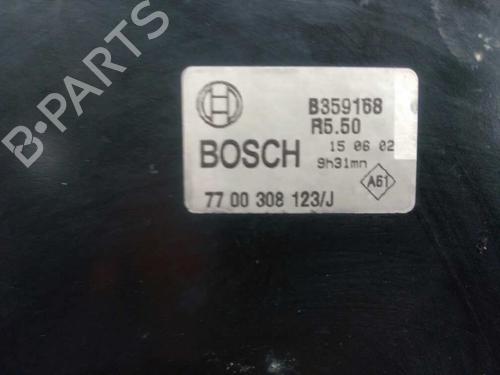 B-PARTS
B359168
R5.50
BOSCH
15 06 02
9h31mn
A61
77 00 308 123/J